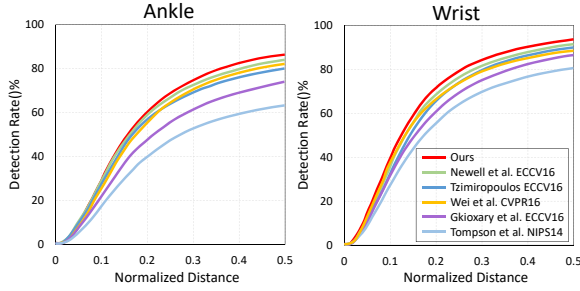 Ankle
Detection Rate()%
100
80
60
40
20
0
0
0.1
0.2
0.3
0.4
0.5
Normalized Distance
Wrist
Detection Rate()%
100
80
60
40
20
0
0
0.1
0.2
0.3
0.4
0.5
Normalized Distance
Ours
Newell et al. ECCV16
Tzimiropoulos ECCV16
Wei et al. CVPR16
Gkioxary et al. ECCV16
Tompson et al. NIPS14